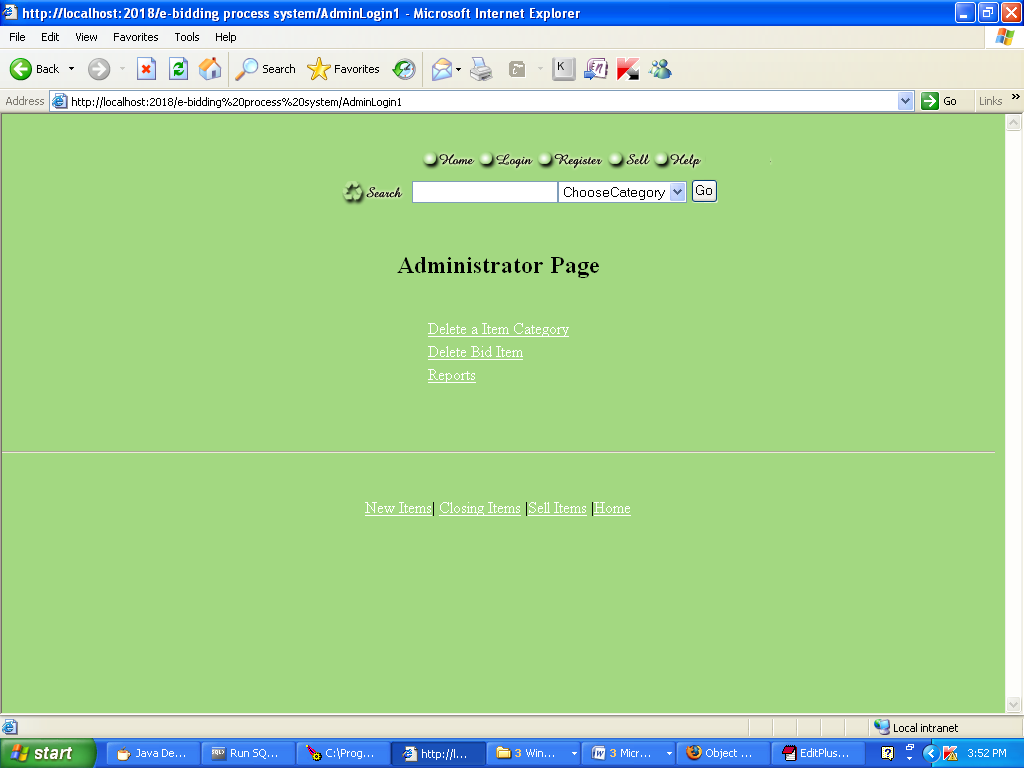 http://localhost:2018/e-bidding process system/AdminLogin1 - Microsoft Internet Explorer
File Edit View Favorites Tools Help
Back Search Favorites
Address http://localhost:2018/e-bidding%20process%20system/AdminLogin1 Go Links »
Home Login Register Sell Help
Search ChooseCategory Go
Administrator Page
Delete a Item Category
Delete Bid Item
Reports
New Items| Closing Items |Sell Items |Home
Local intranet
start Java De... Run SQ... C:\Prog... http://l... 3 Win... 3 Micr... Object ... EditPlus... 3:52 PM